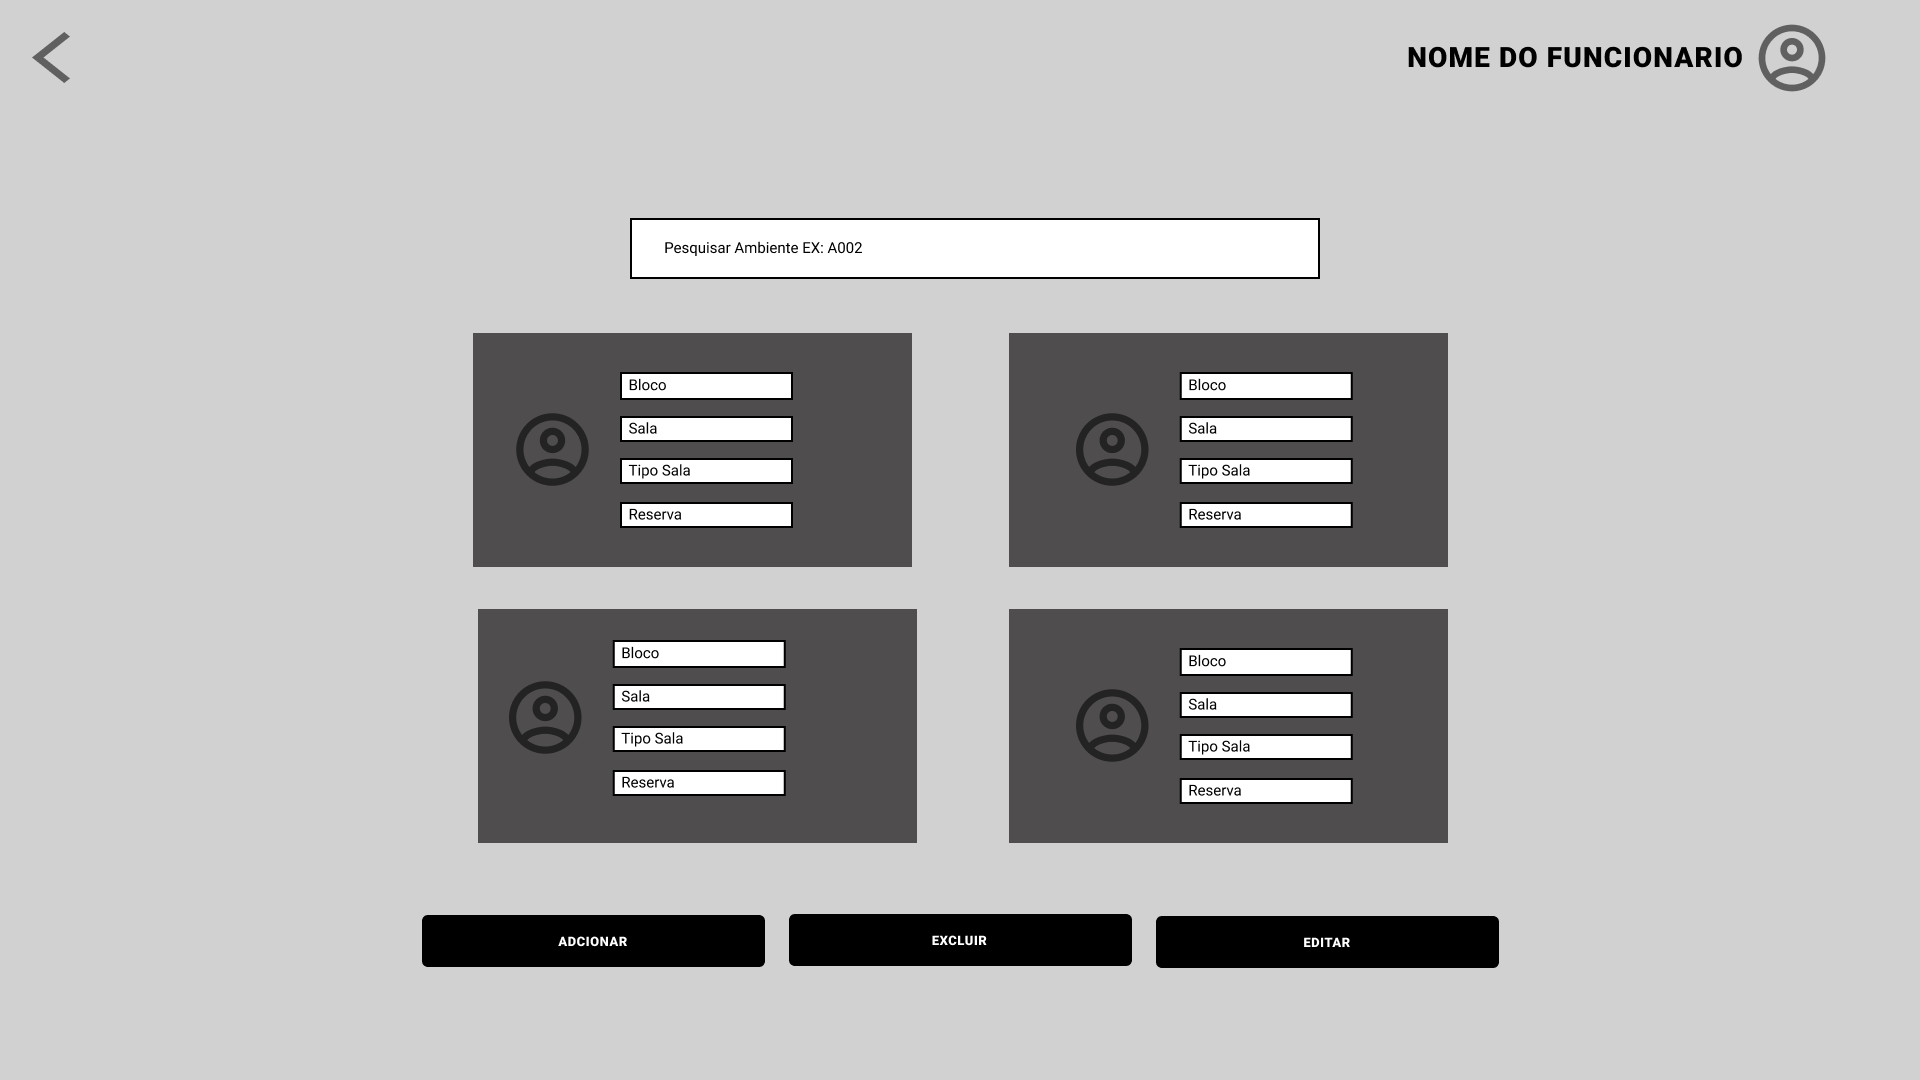 NOME DO FUNCIONARIO
Pesquisar Ambiente EX: A002
Bloco
Sala
Tipo Sala
Reserva
Bloco
Sala
Tipo Sala
Reserva
Bloco
Sala
Tipo Sala
Reserva
Bloco
Sala
Tipo Sala
Reserva
ADCIONAR
EXCLUIR
EDITAR